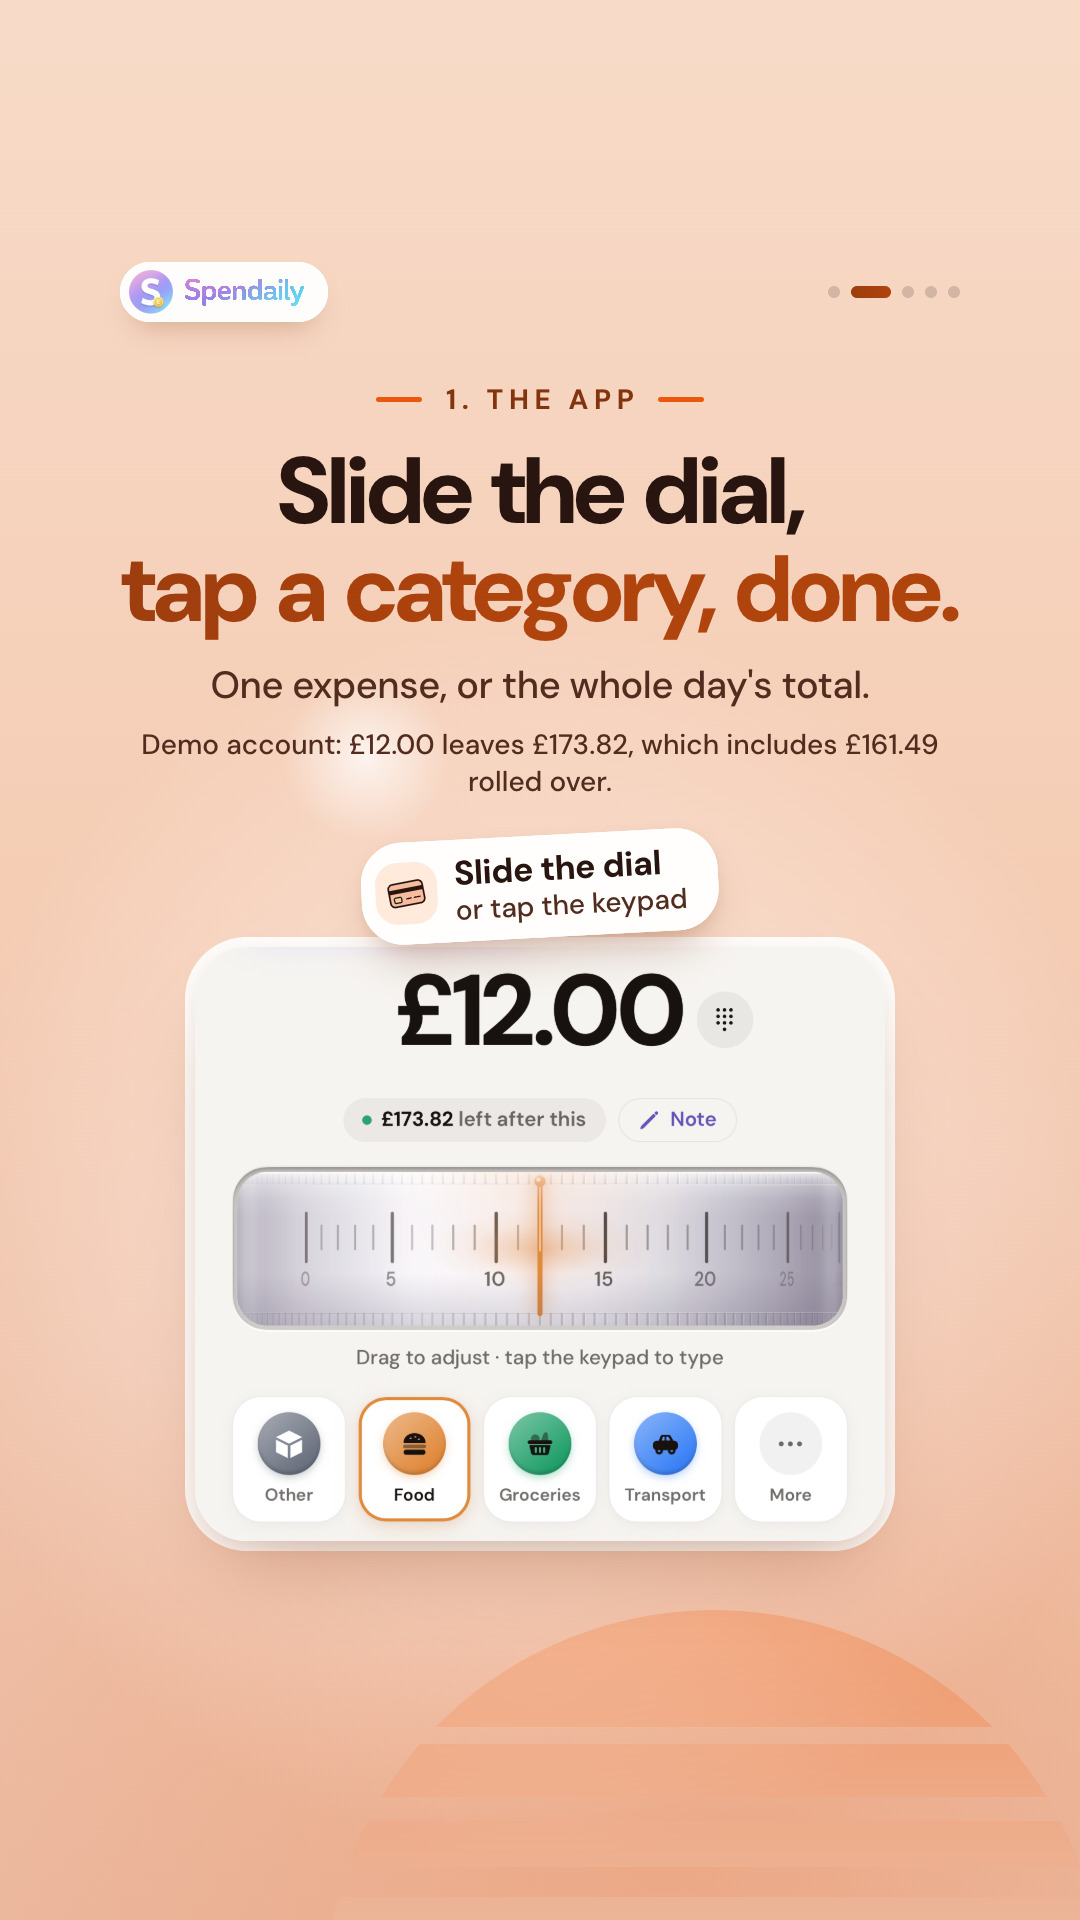 Spendaily
1. THE APP
Slide the dial,
tap a category, done.
One expense, or the whole day's total.
Demo account: £12.00 leaves £173.82, which includes £161.49
rolled over.
Slide the dial
or tap the keypad
£12.00
£173.82 left after this
Note
0 5 10 15 20 25
Drag to adjust · tap the keypad to type
Other Food Groceries Transport More